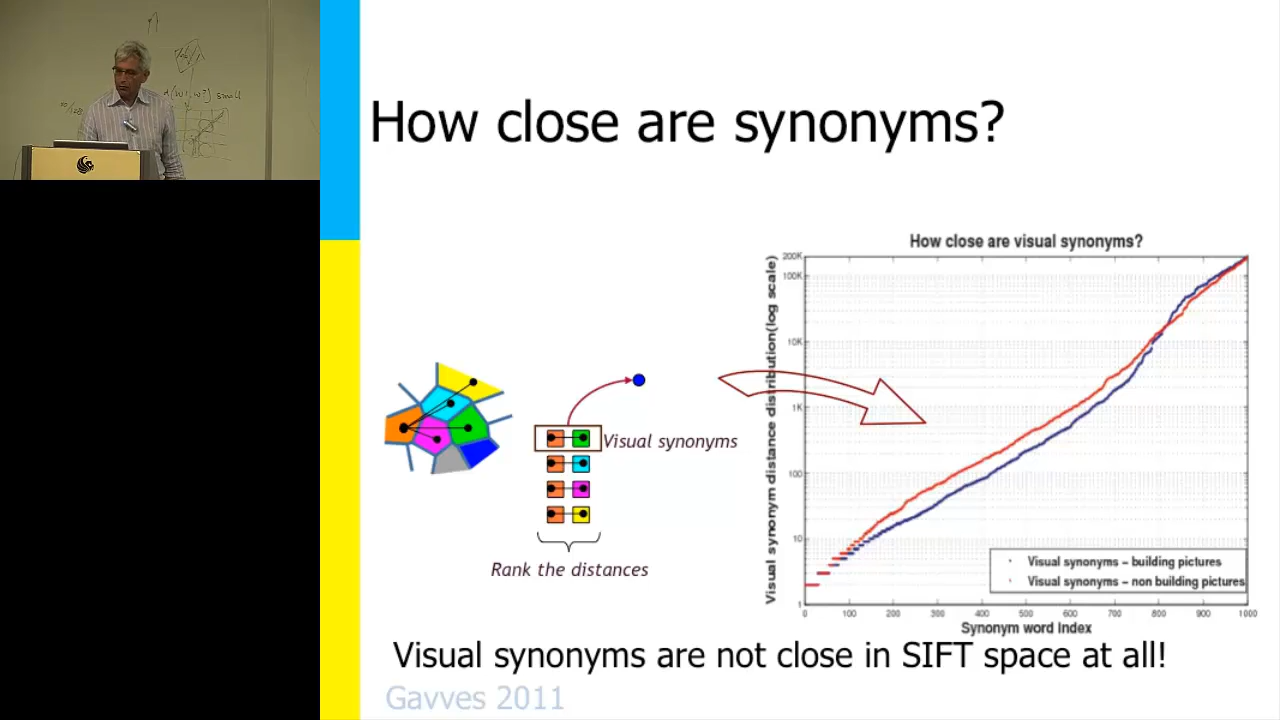 How close are synonyms?
How close are visual synonyms?
Visual synonym distance distribution(log scale)
200K
100K
10K
1K
100
10
1
0 100 200 300 400 500 600 700 800 900 1000
Synonym word index
Visual synonyms – building pictures
Visual synonyms – non building pictures
Visual synonyms
Rank the distances
Visual synonyms are not close in SIFT space at all!
Gavves 2011
small